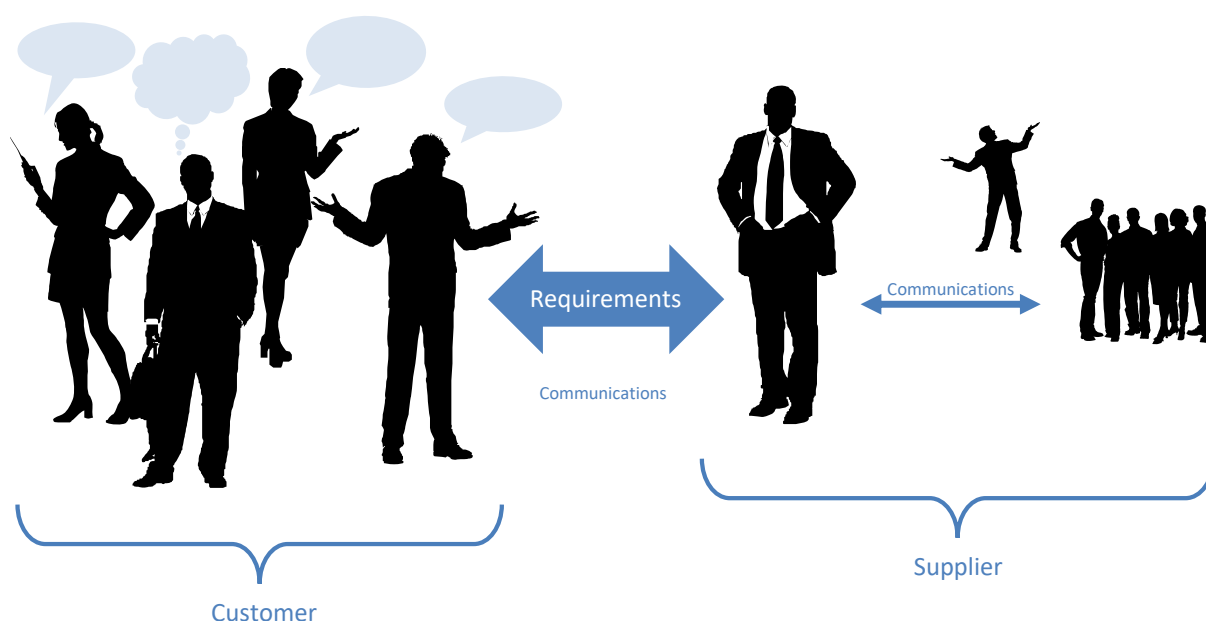 Requirements
Communications
Communications
Supplier
Customer